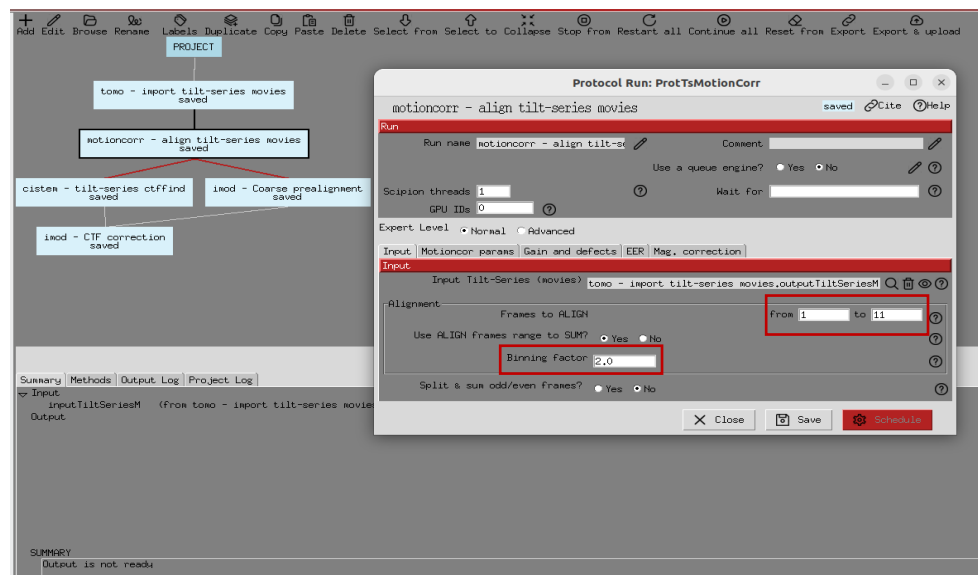 Add Edit Browse Rename Labels Duplicate Copy Paste Delete Select from Select to Collapse Stop from Restart all Continue all Reset from Export Export & upload
PROJECT
tomo - import tilt-series movies
saved
motioncorr - align tilt-series movies
saved
cistem - tilt-series ctffind
saved
imod - Coarse prealignment
saved
imod - CTF correction
saved
Protocol Run: ProtTsMotionCorr
motioncorr - align tilt-series movies
saved Cite Help
Run
Run name motioncorr - align tilt-se Comment
Use a queue engine? Yes No
Scipion threads 1 Wait for
GPU IDs 0
Expert Level Normal Advanced
Input Motioncor params Gain and defects EER Mag. correction
Input
Input Tilt-Series (movies) tomo - import tilt-series movies.outputTiltSeriesM
Alignment
Frames to ALIGN from 1 to 11
Use ALIGN frames range to SUM? Yes No
Binning factor 2.0
Split & sum odd/even frames? Yes No
Close Save Schedule
Summary Methods Output Log Project Log
Input
inputTiltSeriesM (from tomo - import tilt-series movie
Output
SUMMARY
Output is not ready